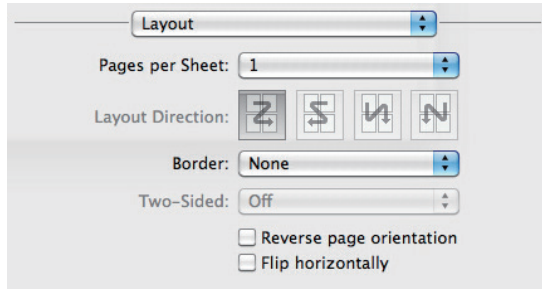 Layout
Pages per Sheet: 1
Layout Direction:
Border: None
Two-Sided: Off
Reverse page orientation
Flip horizontally